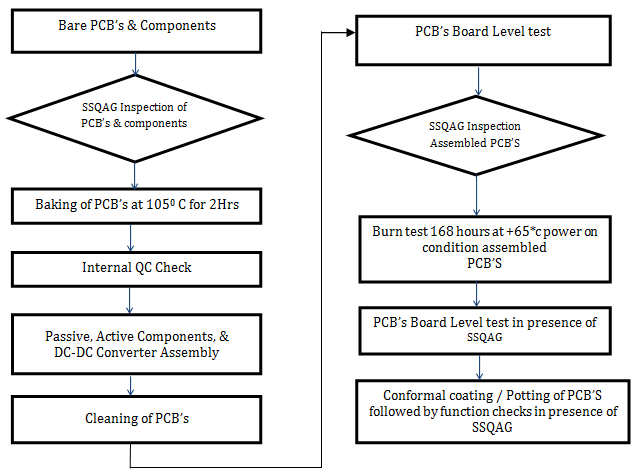 Bare PCB's & Components
SSQAG Inspection of
PCB's & components
Baking of PCB's at 105⁰ C for 2Hrs
Internal QC Check
Passive, Active Components, &
DC-DC Converter Assembly
Cleaning of PCB's
PCB's Board Level test
SSQAG Inspection
Assembled PCB'S
Burn test 168 hours at +65*c power on
condition assembled
PCB'S
PCB's Board Level test in presence of
SSQAG
Conformal coating / Potting of PCB'S
followed by function checks in presence of
SSQAG